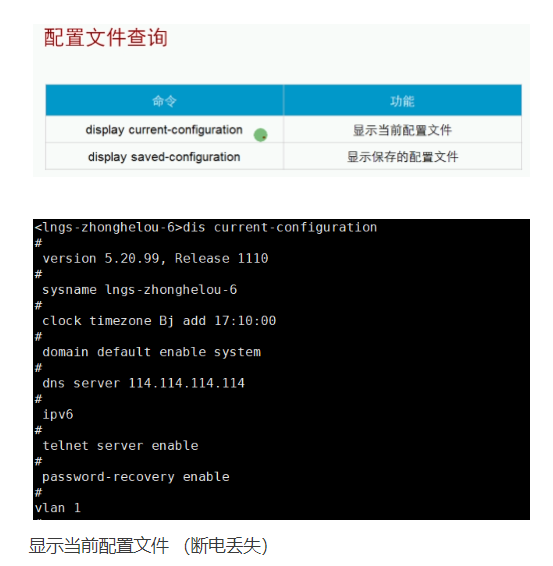 配置文件查询
命令 功能
display current-configuration 显示当前配置文件
display saved-configuration 显示保存的配置文件
<lngs-zhonghelou-6>dis current-configuration
#
version 5.20.99, Release 1110
#
sysname lngs-zhonghelou-6
#
clock timezone Bj add 17:10:00
#
domain default enable system
#
dns server 114.114.114.114
#
ipv6
#
telnet server enable
#
password-recovery enable
#
vlan 1
显示当前配置文件 （断电丢失）